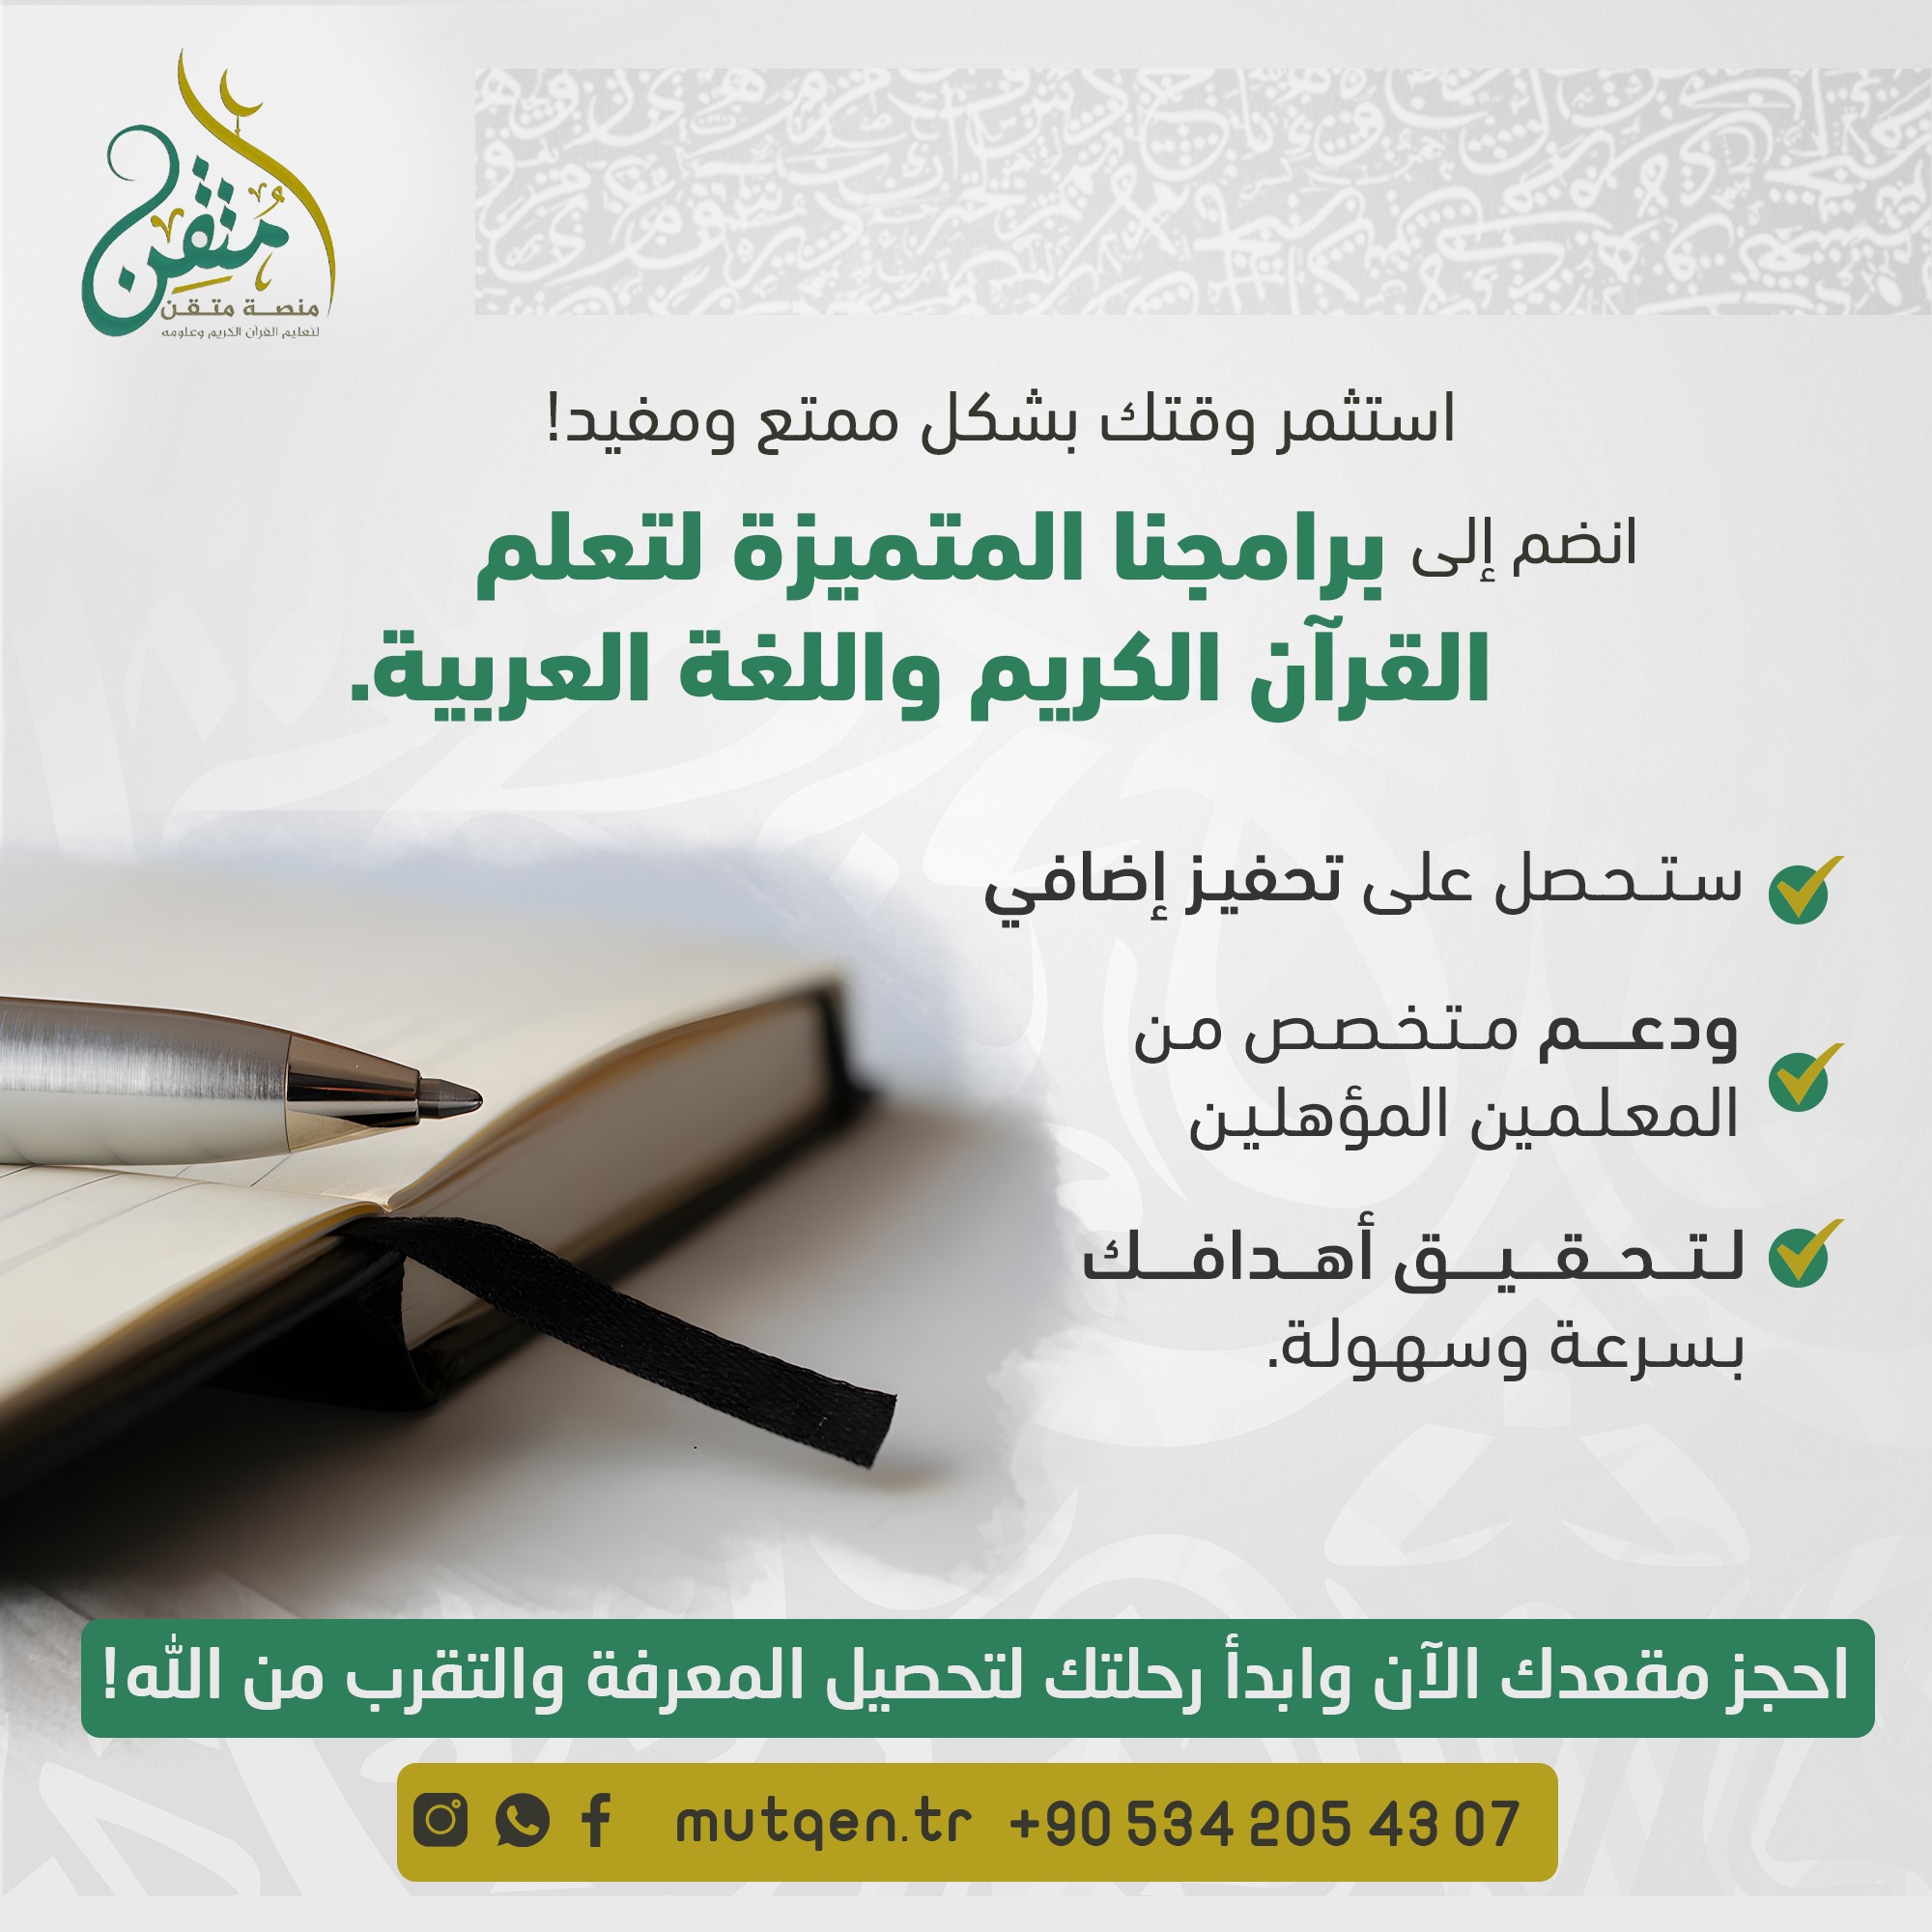 مُتْقِن
منصة متقن
لتعليم القرآن الكريم وعلومه
استثمر وقتك بشكل ممتع ومفيد!
انضم إلى برامجنا المتميزة لتعلم
القرآن الكريم واللغة العربية.
ستحصل على تحفيز إضافي
ودعم متخصص من
المعلمين المؤهلين
لتحقيق أهدافك
بسرعة وسهولة.
احجز مقعدك الآن وابدأ رحلتك لتحصيل المعرفة والتقرب من الله!
mutqen.tr +90 534 205 43 07